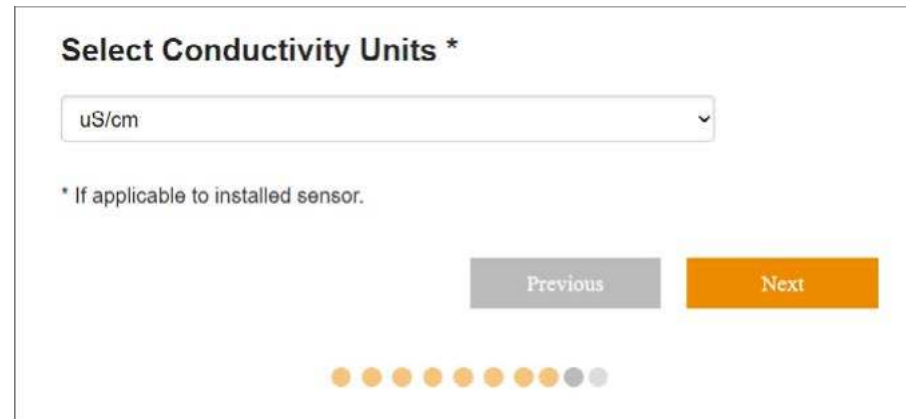 Select Conductivity Units *
uS/cm
* If applicable to installed sensor.
Previous
Next